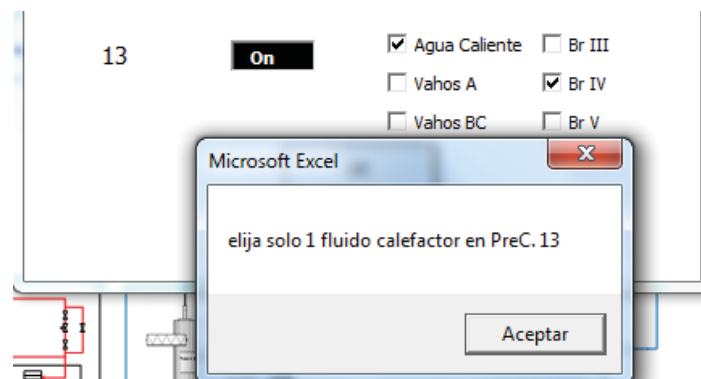 13 On Agua Caliente Br III
Vahos A Br IV
Vahos BC Br V
Microsoft Excel
elija solo 1 fluido calefactor en PreC. 13
Aceptar